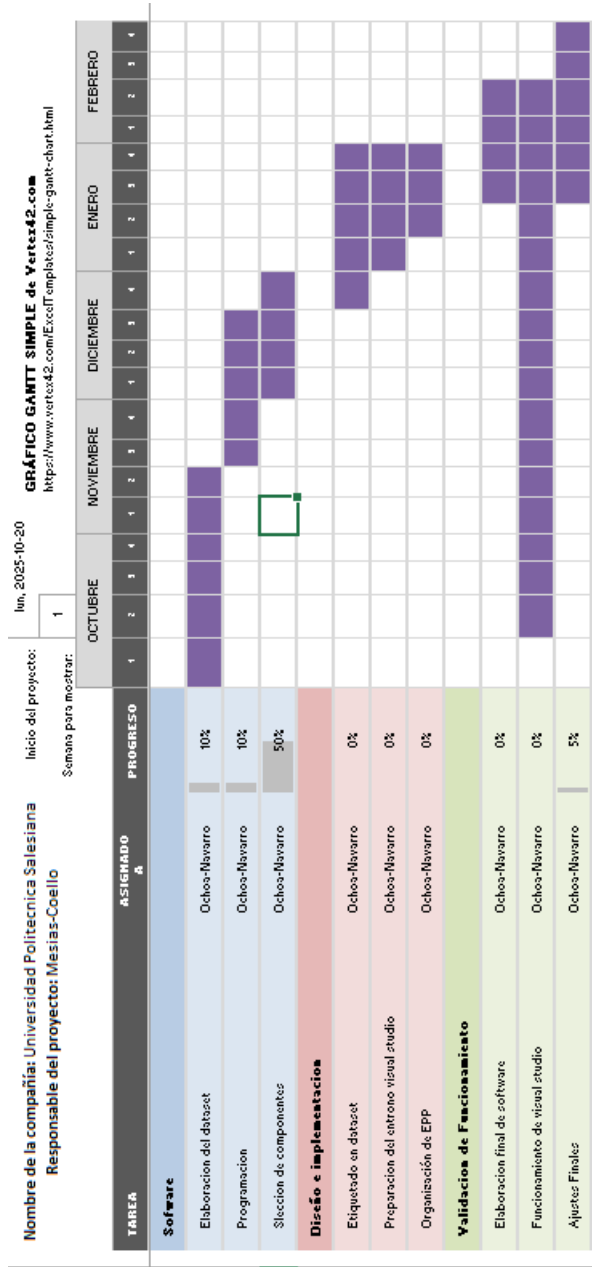 Nombre de la compañía: Universidad Politecnica Salesiana
Responsable del proyecto: Mesias-Coello
Inicio del proyecto: lun, 2025-10-20
Semana para mostrar: 1
GRÁFICO GANTT SIMPLE de Vertex42.com
https://www.vertex42.com/ExcelTemplates/simple-gantt-chart.html
OCTUBRE NOVIEMBRE DICIEMBRE ENERO FEBRERO
TAREA ASIGNADO A PROGRESO 1 2 3 4 1 2 3 4 1 2 3 4 1 2 3 4 1 2 3 4
Sofware
Elaboracion del dataset Ochoa-Navarro 10%
Programacion Ochoa-Navarro 10%
Sleccion de componentes Ochoa-Navarro 50%
Diseño e implementacion
Etiquetado en dataset Ochoa-Navarro 0%
Preparacion del entrono visual studio Ochoa-Navarro 0%
Organización de EPP Ochoa-Navarro 0%
Validacion de Funcionamiento
Elaboracion final de software Ochoa-Navarro 0%
Funcionamiento de visual studio Ochoa-Navarro 0%
Ajustes Finales Ochoa-Navarro 5%